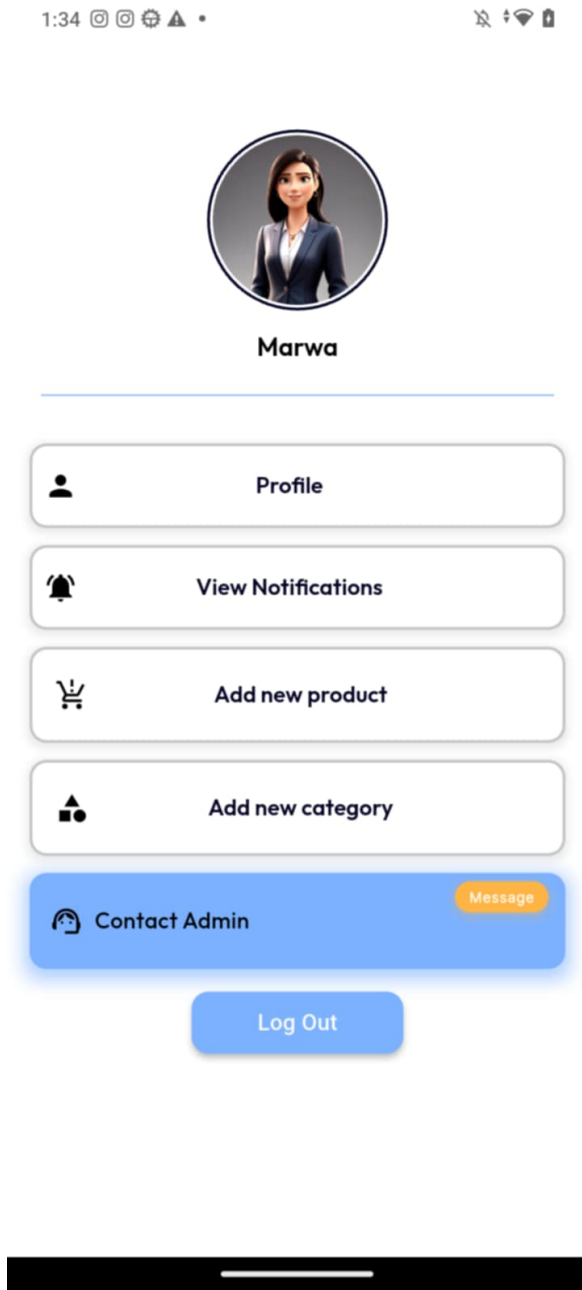 1:34
Marwa
Profile
View Notifications
Add new product
Add new category
Message
Contact Admin
Log Out